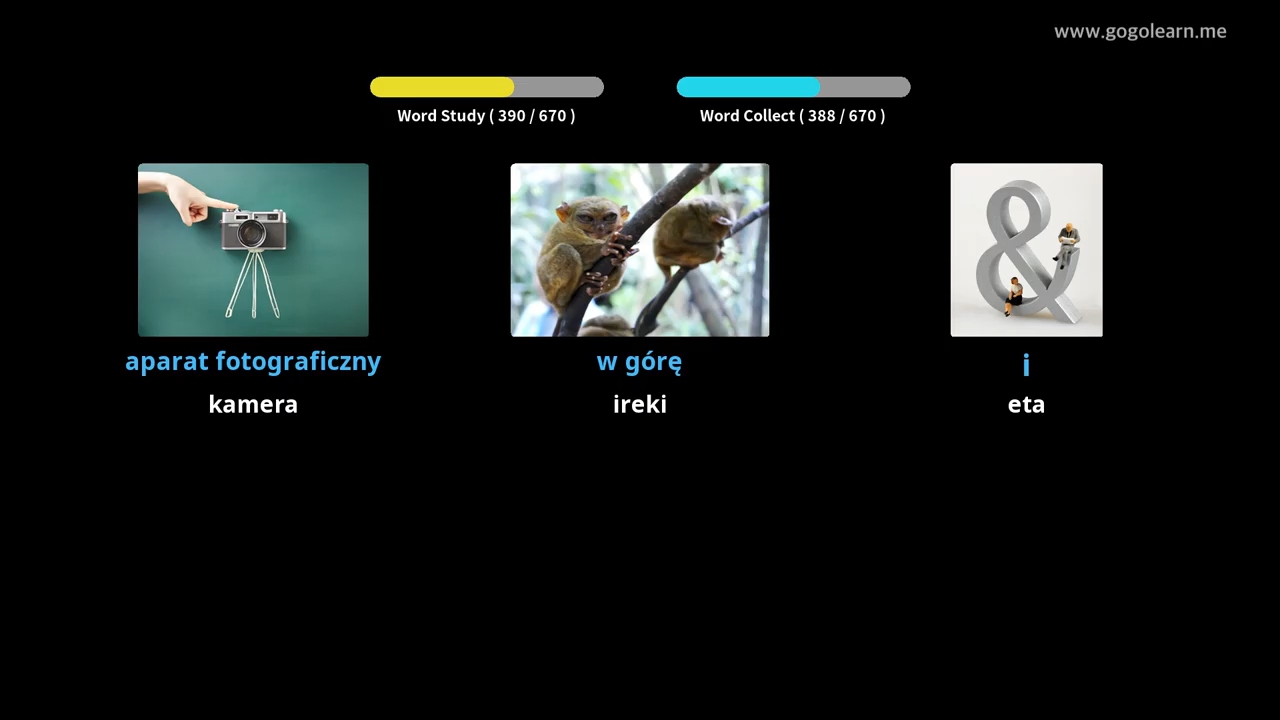 www.gogolearn.me
Word Study ( 390 / 670 )
Word Collect ( 388 / 670 )
aparat fotograficzny
w górę
i
kamera
ireki
eta